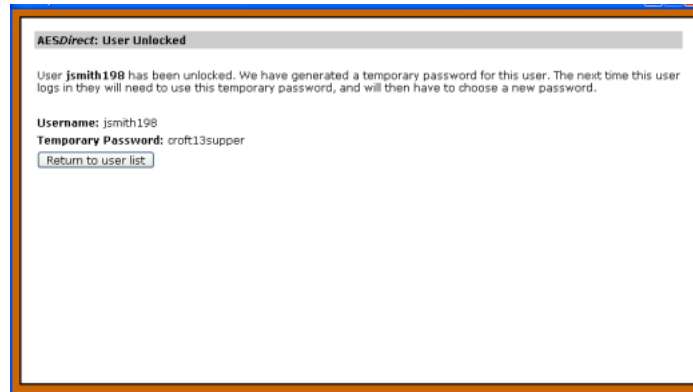 AESDirect: User Unlocked
User jsmith198 has been unlocked. We have generated a temporary password for this user. The next time this user
logs in they will need to use this temporary password, and will then have to choose a new password.
Username: jsmith198
Temporary Password: croft13supper
Return to user list